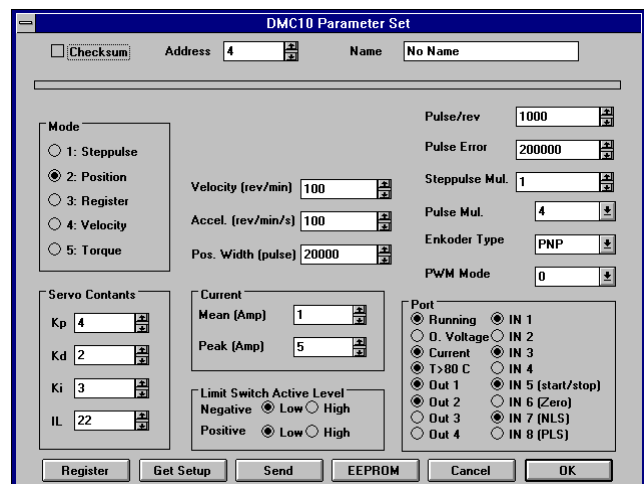 DMC10 Parameter Set
Checksum
Address 4
Name No Name
Mode
1: Steppulse
2: Position
3: Register
4: Velocity
5: Torque
Velocity (rev/min) 100
Accel. (rev/min/s) 100
Pos. Width (pulse) 20000
Pulse/rev 1000
Pulse Error 200000
Steppulse Mul. 1
Pulse Mul. 4
Enkoder Type PNP
PWM Mode 0
Servo Contants
Kp 4
Kd 2
Ki 3
IL 22
Current
Mean (Amp) 1
Peak (Amp) 5
Limit Switch Active Level
Negative Low High
Positive Low High
Port
Running IN 1
O. Voltage IN 2
Current IN 3
T>80 C IN 4
Out 1 IN 5 (start/stop)
Out 2 IN 6 (Zero)
Out 3 IN 7 (NLS)
Out 4 IN 8 (PLS)
Register Get Setup Send EEPROM Cancel OK